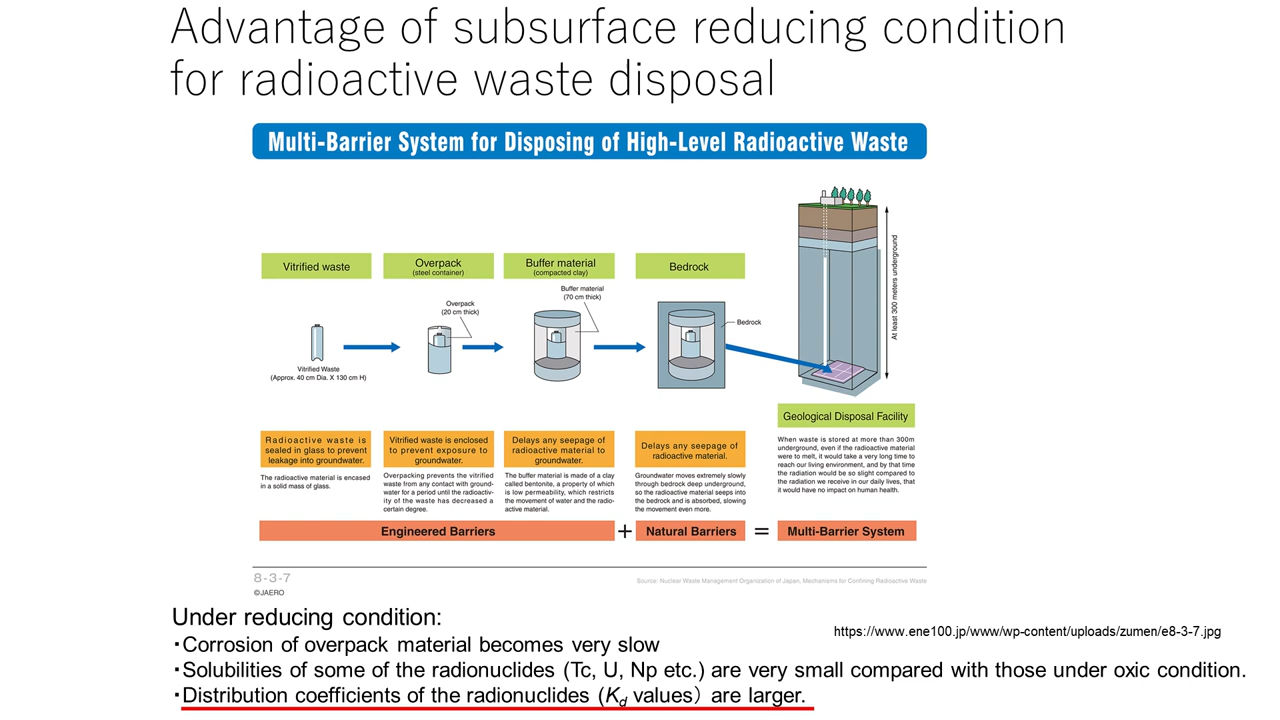 Advantage of subsurface reducing condition
for radioactive waste disposal
Multi-Barrier System for Disposing of High-Level Radioactive Waste
Vitrified waste
Overpack
(steel container)
Buffer material
(compacted clay)
Bedrock
Overpack
(20 cm thick)
Buffer material
(70 cm thick)
Bedrock
At least 300 meters underground
Vitrified Waste
(Approx. 40 cm Dia. X 130 cm H)
Geological Disposal Facility
Radioactive waste is
sealed in glass to prevent
leakage into groundwater.
The radioactive material is encased
in a solid mass of glass.
Vitrified waste is enclosed
to prevent exposure to
groundwater.
Overpacking prevents the vitrified
waste from any contact with ground-
water for a period until the radioactiv-
ity of the waste has decreased a
certain degree.
Delays any seepage of
radioactive material to
groundwater.
The buffer material is made of a clay
called bentonite, a property of which
is low permeability, which restricts
the movement of water and the radio-
active material.
Delays any seepage of
radioactive material.
Groundwater moves extremely slowly
through bedrock deep underground,
so the radioactive material seeps into
the bedrock and is absorbed, slowing
the movement even more.
When waste is stored at more than 300m
underground, even if the radioactive material
were to melt, it would take a very long time to
reach our living environment, and by that time
the radiation would be so slight compared to
the radiation we receive in our daily lives, that
it would have no impact on human health.
Engineered Barriers + Natural Barriers = Multi-Barrier System
8-3-7
Source: Nuclear Waste Management Organization of Japan, Mechanisms for Confining Radioactive Waste
©JAERO
Under reducing condition:
https://www.ene100.jp/www/wp-content/uploads/zumen/e8-3-7.jpg
・Corrosion of overpack material becomes very slow
・Solubilities of some of the radionuclides (Tc, U, Np etc.) are very small compared with those under oxic condition.
・Distribution coefficients of the radionuclides (Kd values）are larger.